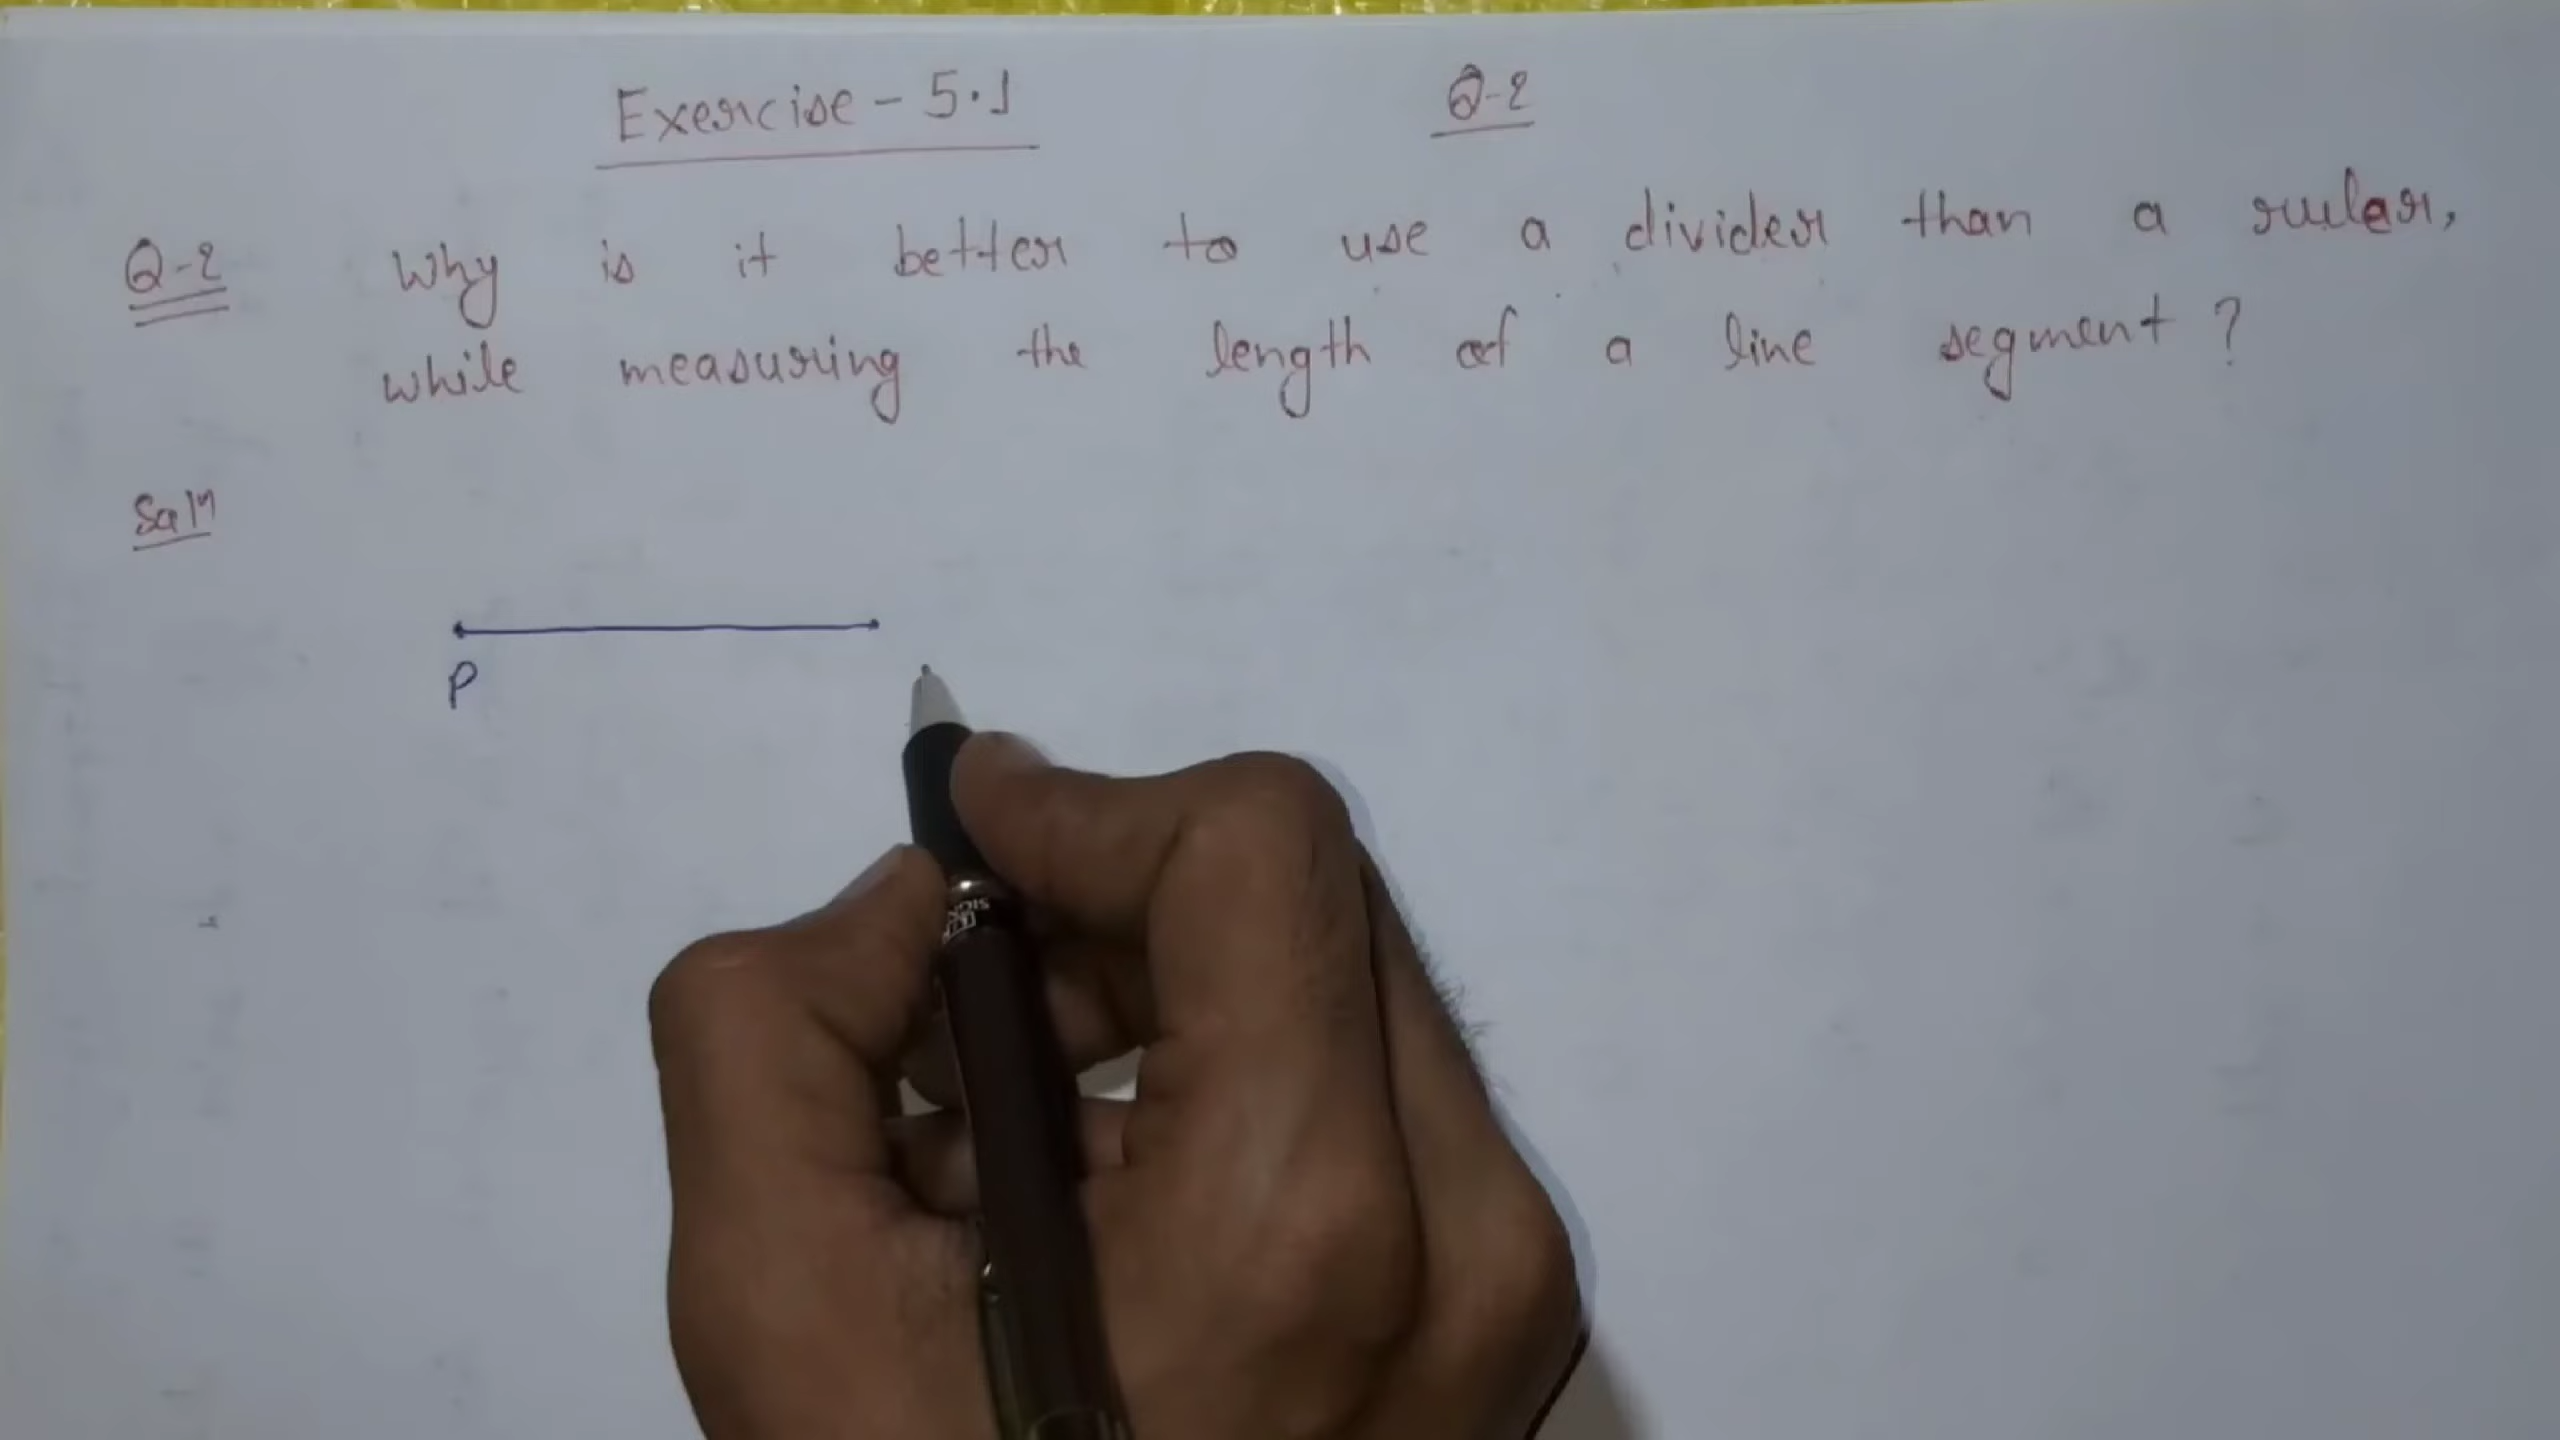 Exercise - 5.1 Q-2
Q-2 Why is it better to use a divider than a ruler,
while measuring the length of a line segment ?
Soln
P